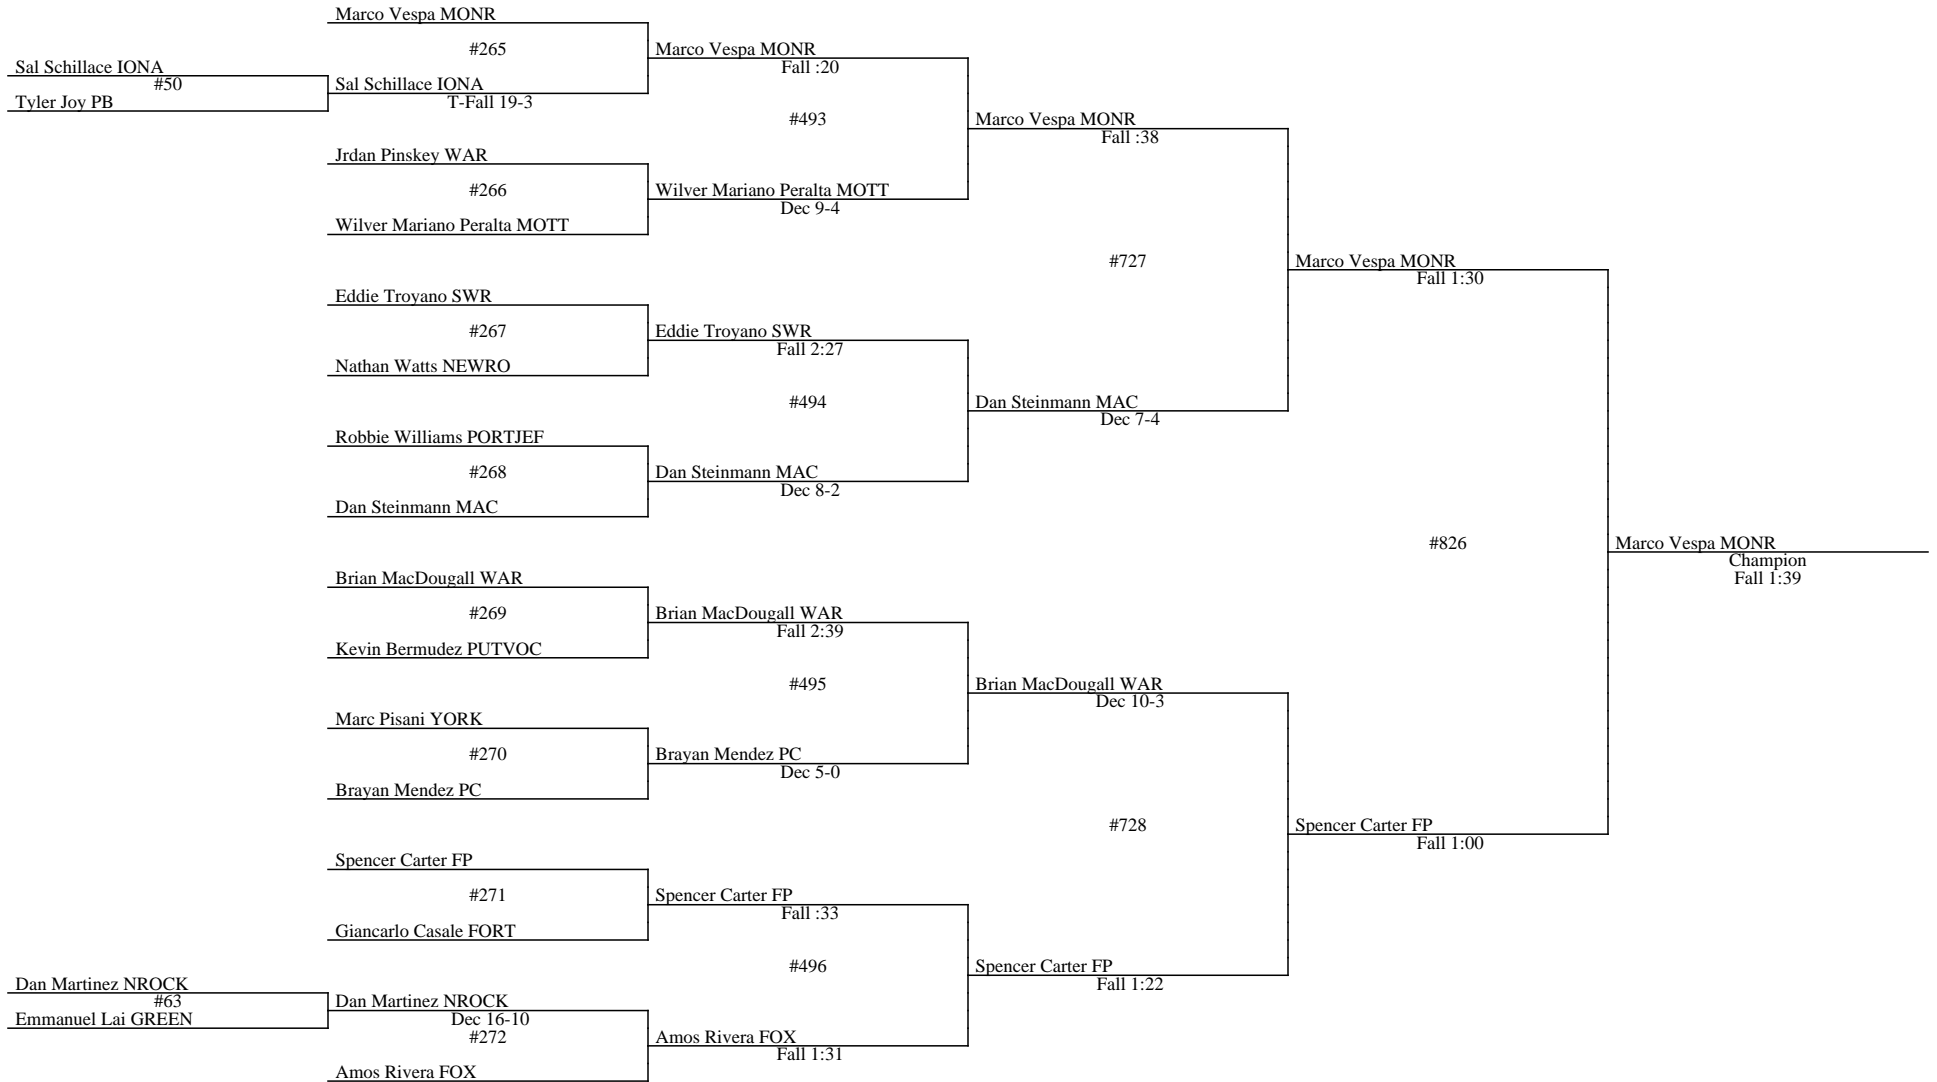 Marco Vespa MONR
#265
Marco Vespa MONR
Fall :20
Sal Schillace IONA
#50
Sal Schillace IONA
T-Fall 19-3
Tyler Joy PB
#493
Marco Vespa MONR
Fall :38
Jrdan Pinskey WAR
#266
Wilver Mariano Peralta MOTT
Dec 9-4
Wilver Mariano Peralta MOTT
#727
Marco Vespa MONR
Fall 1:30
Eddie Troyano SWR
#267
Eddie Troyano SWR
Fall 2:27
Nathan Watts NEWRO
#494
Dan Steinmann MAC
Dec 7-4
Robbie Williams PORTJEF
#268
Dan Steinmann MAC
Dec 8-2
Dan Steinmann MAC
#826
Marco Vespa MONR
Champion
Fall 1:39
Brian MacDougall WAR
#269
Brian MacDougall WAR
Fall 2:39
Kevin Bermudez PUTVOC
#495
Brian MacDougall WAR
Dec 10-3
Marc Pisani YORK
#270
Brayan Mendez PC
Dec 5-0
Brayan Mendez PC
#728
Spencer Carter FP
Fall 1:00
Spencer Carter FP
#271
Spencer Carter FP
Fall :33
Giancarlo Casale FORT
#496
Spencer Carter FP
Fall 1:22
Dan Martinez NROCK
#63
Dan Martinez NROCK
Dec 16-10
Emmanuel Lai GREEN
#272
Amos Rivera FOX
Fall 1:31
Amos Rivera FOX